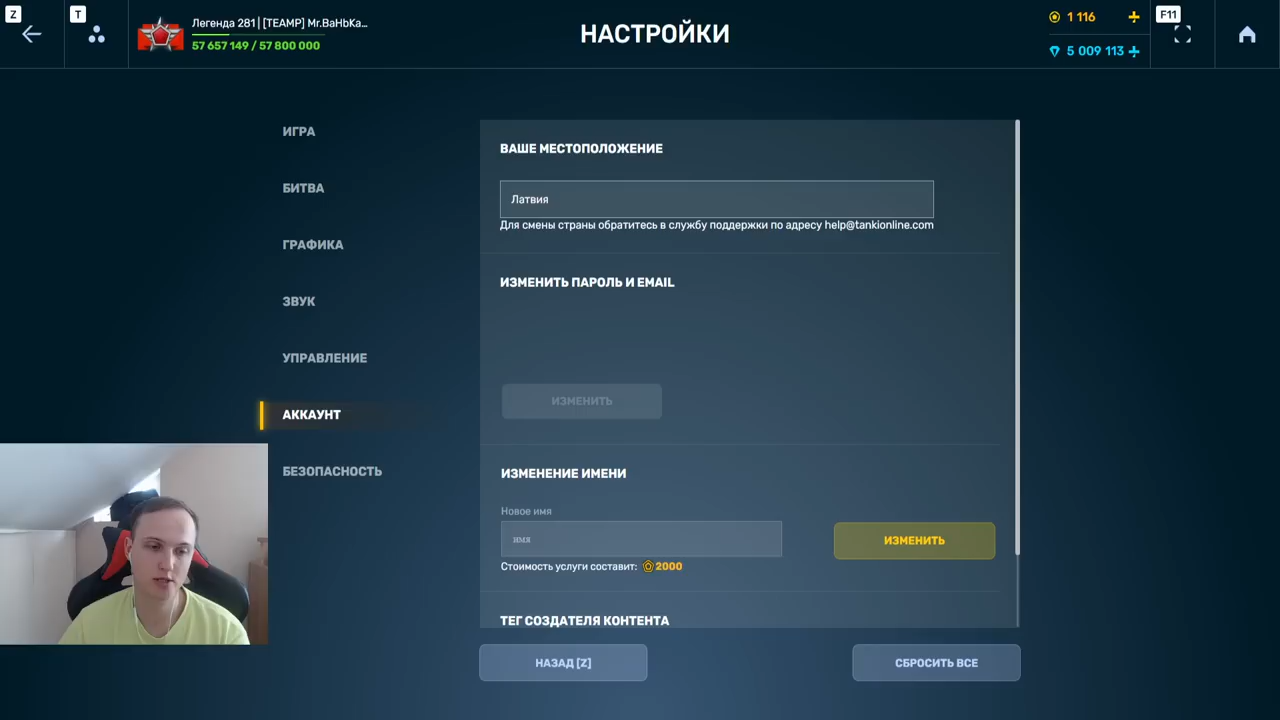 Z
T
Легенда 281 | [TEAMP] Mr.BaHbKa...
57 657 149 / 57 800 000
НАСТРОЙКИ
1 116
5 009 113
F11
ИГРА
БИТВА
ГРАФИКА
ЗВУК
УПРАВЛЕНИЕ
АККАУНТ
БЕЗОПАСНОСТЬ
ВАШЕ МЕСТОПОЛОЖЕНИЕ
Латвия
Для смены страны обратитесь в службу поддержки по адресу help@tankionline.com
ИЗМЕНИТЬ ПАРОЛЬ И EMAIL
ИЗМЕНИТЬ
ИЗМЕНЕНИЕ ИМЕНИ
Новое имя
имя
ИЗМЕНИТЬ
Стоимость услуги составит: 2000
ТЕГ СОЗДАТЕЛЯ КОНТЕНТА
НАЗАД [Z]
СБРОСИТЬ ВСЕ